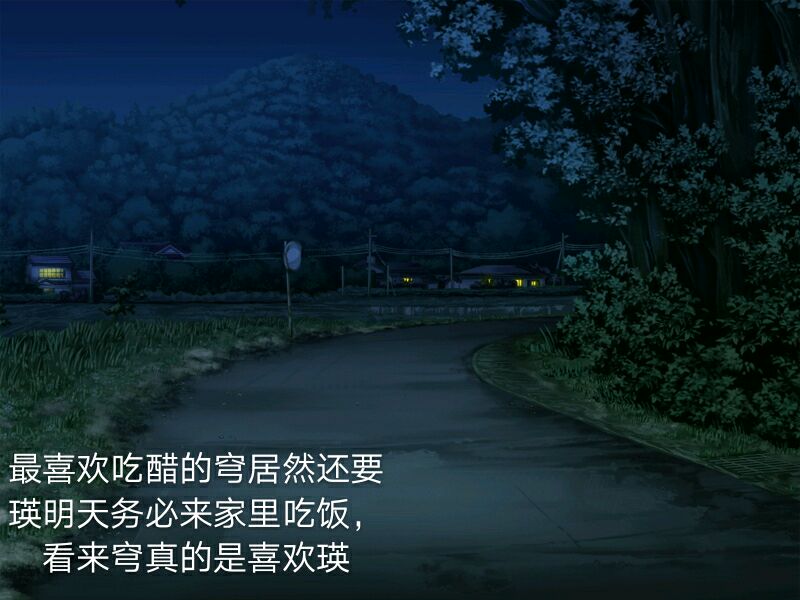 最喜欢吃醋的穹居然还要
瑛明天务必来家里吃饭，
看来穹真的是喜欢瑛